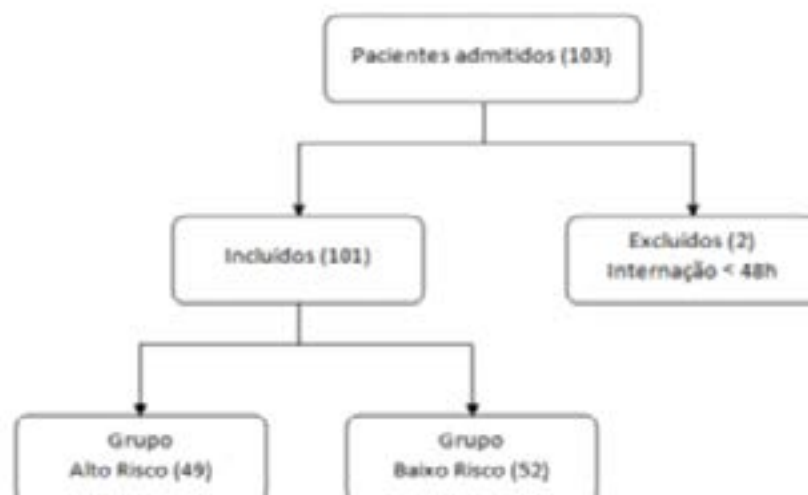 Pacientes admitidos (103)
Incluídos (101)
Excluídos (2)
Internação < 48h
Grupo
Alto Risco (49)
Grupo
Baixo Risco (52)